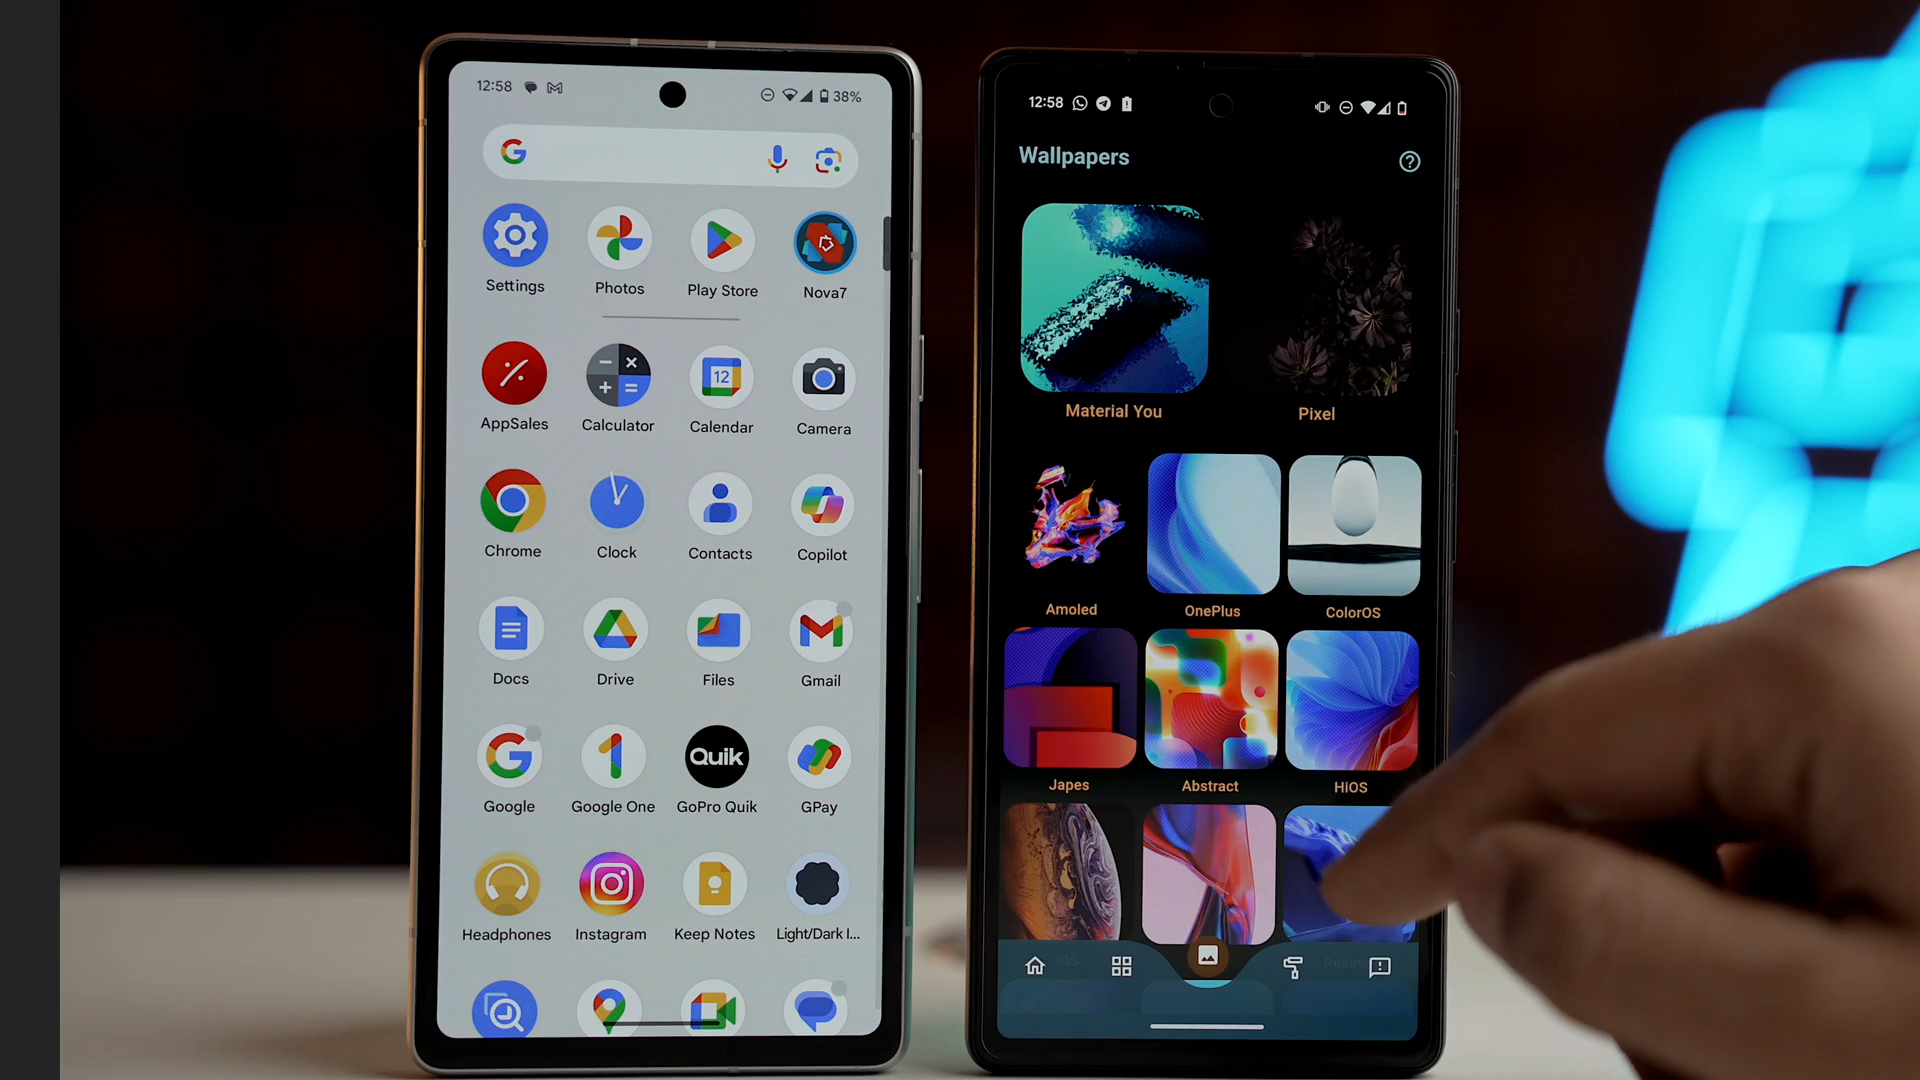 12:58
38%
Settings
Photos
Play Store
Nova7
AppSales
Calculator
12
Calendar
Camera
Chrome
Clock
Contacts
Copilot
Docs
Drive
Files
Gmail
Google
Google One
Quik
GoPro Quik
GPay
Headphones
Instagram
Keep Notes
Light/Dark I...
12:58
Wallpapers
Material You
Pixel
Amoled
OnePlus
ColorOS
Japes
Abstract
HiOS
iOS